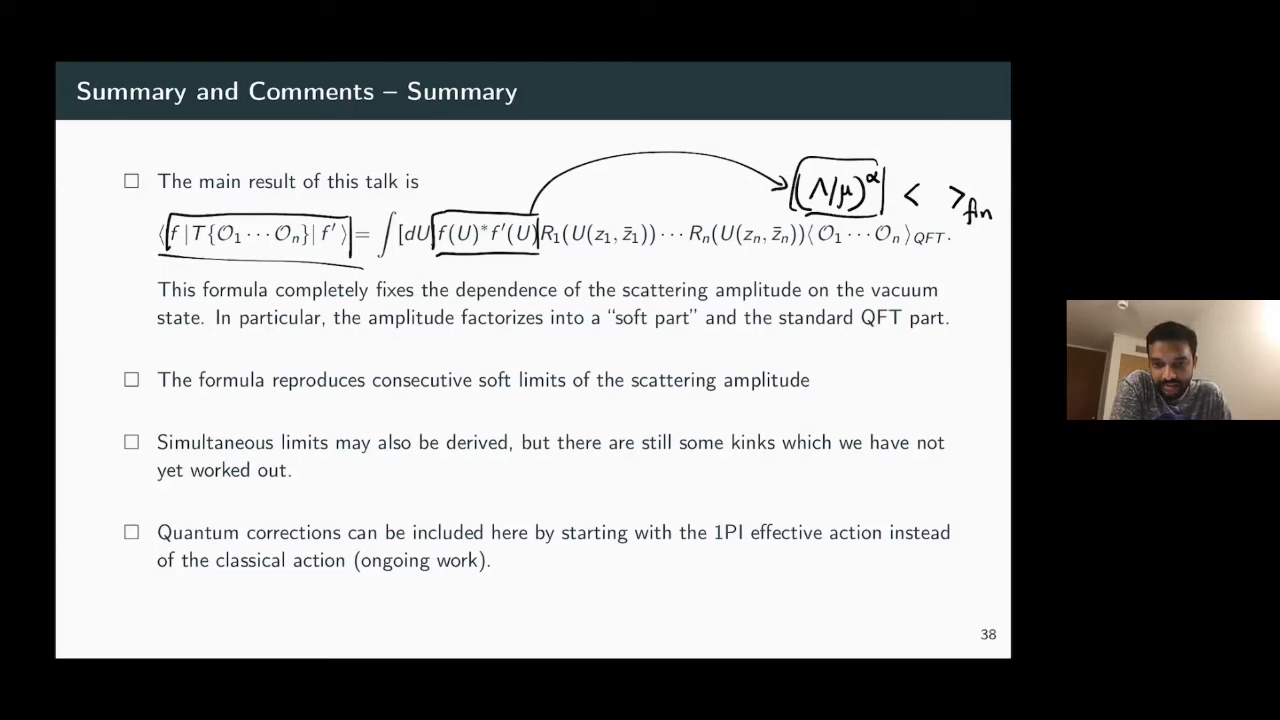 Summary and Comments – Summary
□ The main result of this talk is
(Λ/μ)^α < >_fin
⟨f|T{𝒪₁⋯𝒪ₙ}|f′⟩ = ∫[dU]f(U)*f′(U)R₁(U(z₁, z̄₁))⋯Rₙ(U(zₙ, z̄ₙ))⟨𝒪₁⋯𝒪ₙ⟩_QFT.
This formula completely fixes the dependence of the scattering amplitude on the vacuum
state. In particular, the amplitude factorizes into a “soft part” and the standard QFT part.
□ The formula reproduces consecutive soft limits of the scattering amplitude
□ Simultaneous limits may also be derived, but there are still some kinks which we have not
yet worked out.
□ Quantum corrections can be included here by starting with the 1PI effective action instead
of the classical action (ongoing work).
38